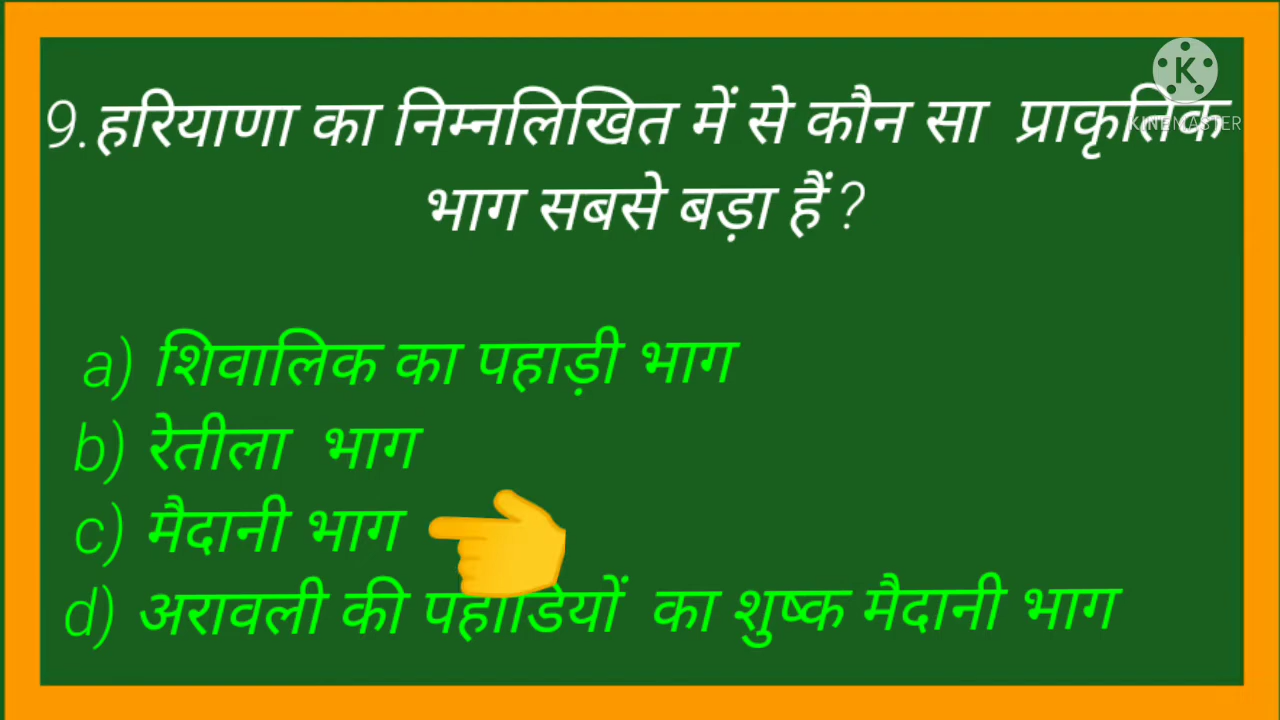 9.हरियाणा का निम्नलिखित में से कौन सा प्राकृतिक
भाग सबसे बड़ा हैं ?
a) शिवालिक का पहाड़ी भाग
b) रेतीला भाग
c) मैदानी भाग
d) अरावली की पहाडियों का शुष्क मैदानी भाग
K
KINEMASTER